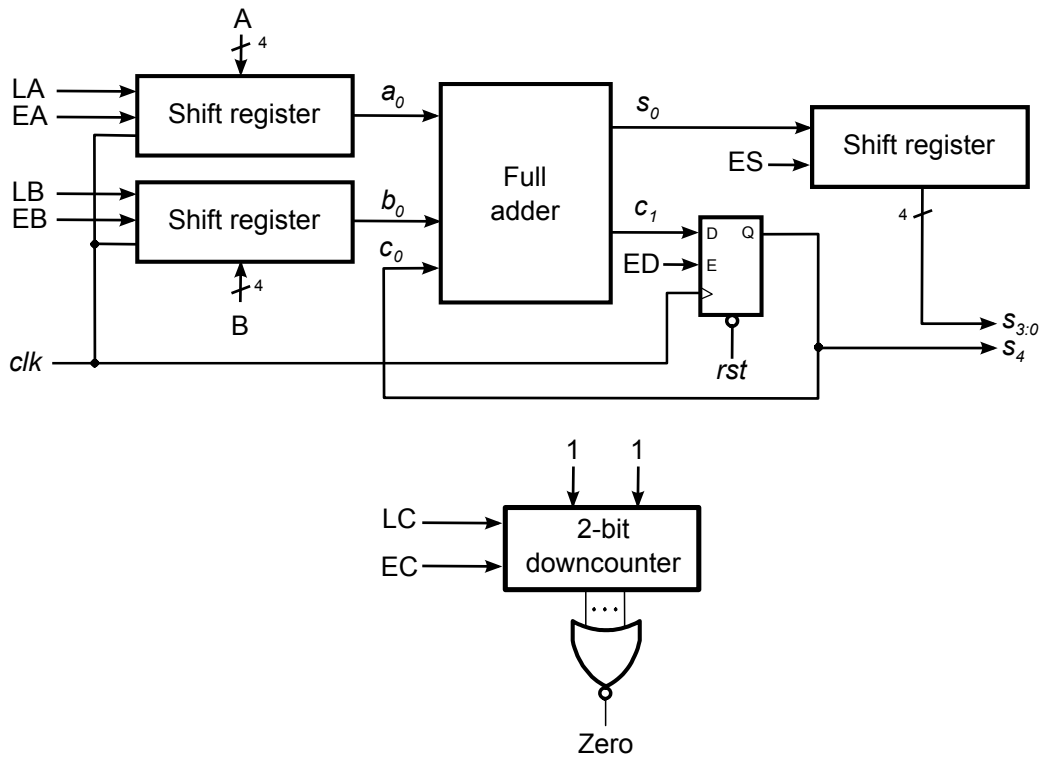 A
4
LA
EA
Shift register
a0
LB
EB
Shift register
b0
c0
4
B
clk
Full
adder
s0
ES
Shift register
4
c1
ED
D
Q
E
rst
s3:0
s4
1
1
LC
EC
2-bit
downcounter
...
Zero